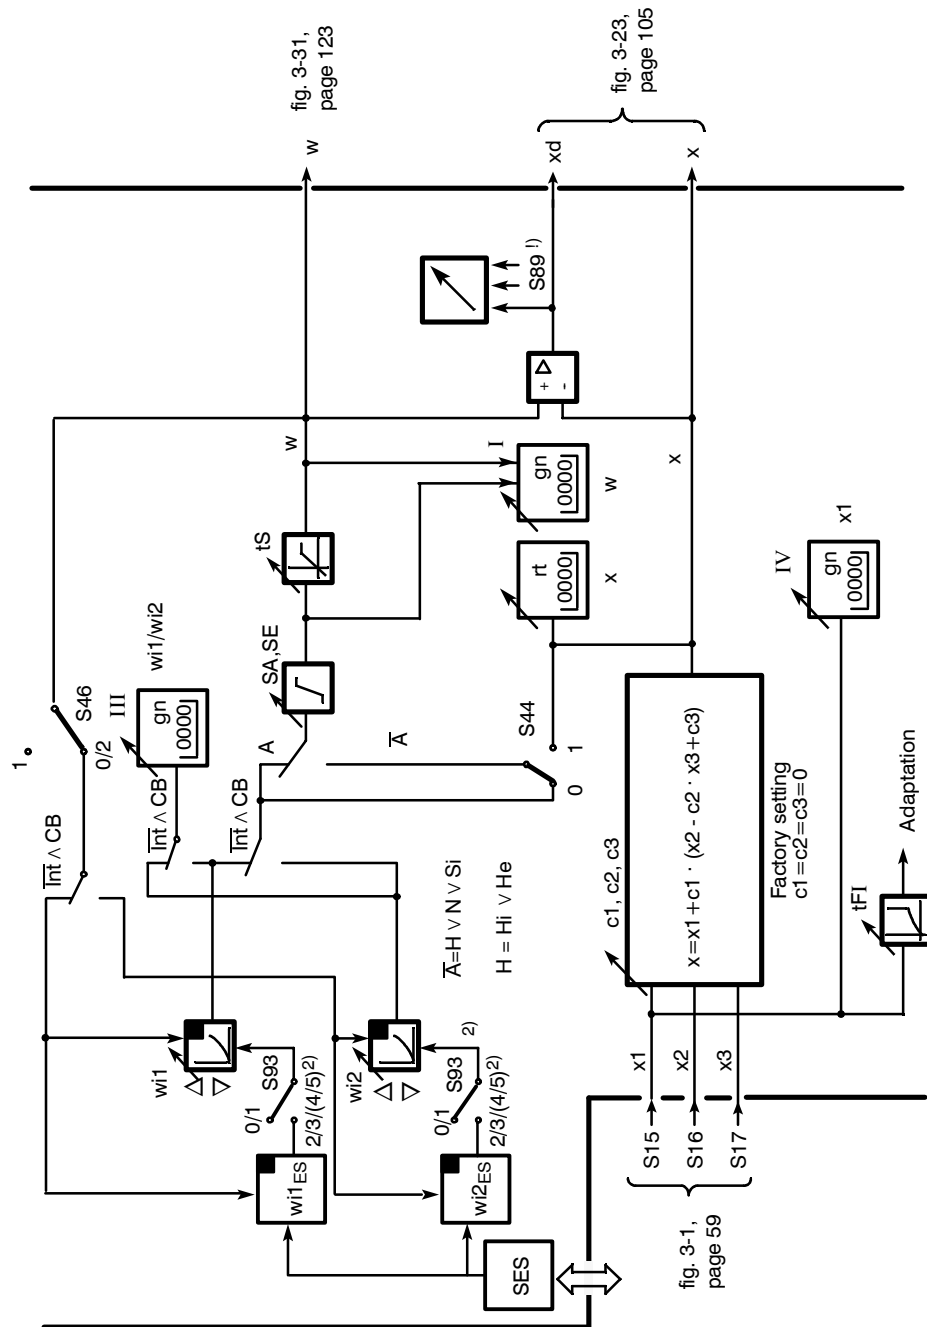 SES
wi1ES
wi2ES
0/1
S93
2/3/(4/5)2)
0/1
S93
2)
2/3/(4/5)2)
wi1
wi2
Int ∧ CB
1
0/2
S46
III
wi1/wi2
gn
0000
Int ∧ CB
Int ∧ CB
A
A̅
SA,SE
tS
w
w
fig. 3-31,
page 123
A̅=H ∨ N ∨ Si
H = Hi ∨ He
0
1
S44
rt
0000
x
I
gn
0000
w
+
-
S89 !)
xd
x
fig. 3-23,
page 105
fig. 3-1,
page 59
S15
S16
S17
x1
x2
x3
c1, c2, c3
x=x1+c1 · (x2 - c2 · x3+c3)
Factory setting
c1=c2=c3=0
x
IV
gn
0000
x1
tFI
Adaptation